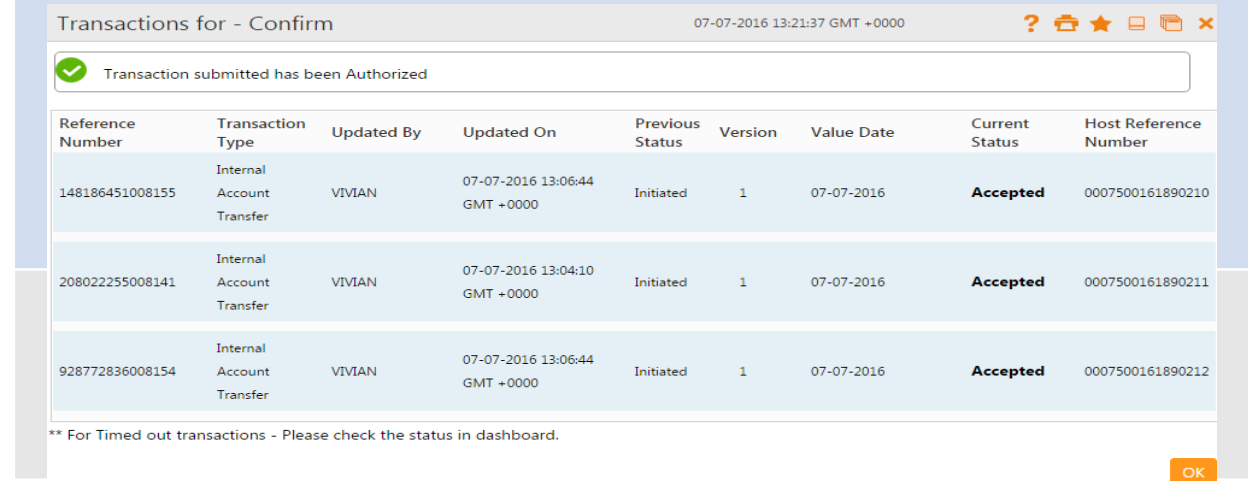 Transactions for - Confirm 07-07-2016 13:21:37 GMT +0000 ?
Transaction submitted has been Authorized
Reference Number Transaction Type Updated By Updated On Previous Status Version Value Date Current Status Host Reference Number
148186451008155 Internal Account Transfer VIVIAN 07-07-2016 13:06:44 GMT +0000 Initiated 1 07-07-2016 Accepted 0007500161890210
208022255008141 Internal Account Transfer VIVIAN 07-07-2016 13:04:10 GMT +0000 Initiated 1 07-07-2016 Accepted 0007500161890211
928772836008154 Internal Account Transfer VIVIAN 07-07-2016 13:06:44 GMT +0000 Initiated 1 07-07-2016 Accepted 0007500161890212
** For Timed out transactions - Please check the status in dashboard.
OK